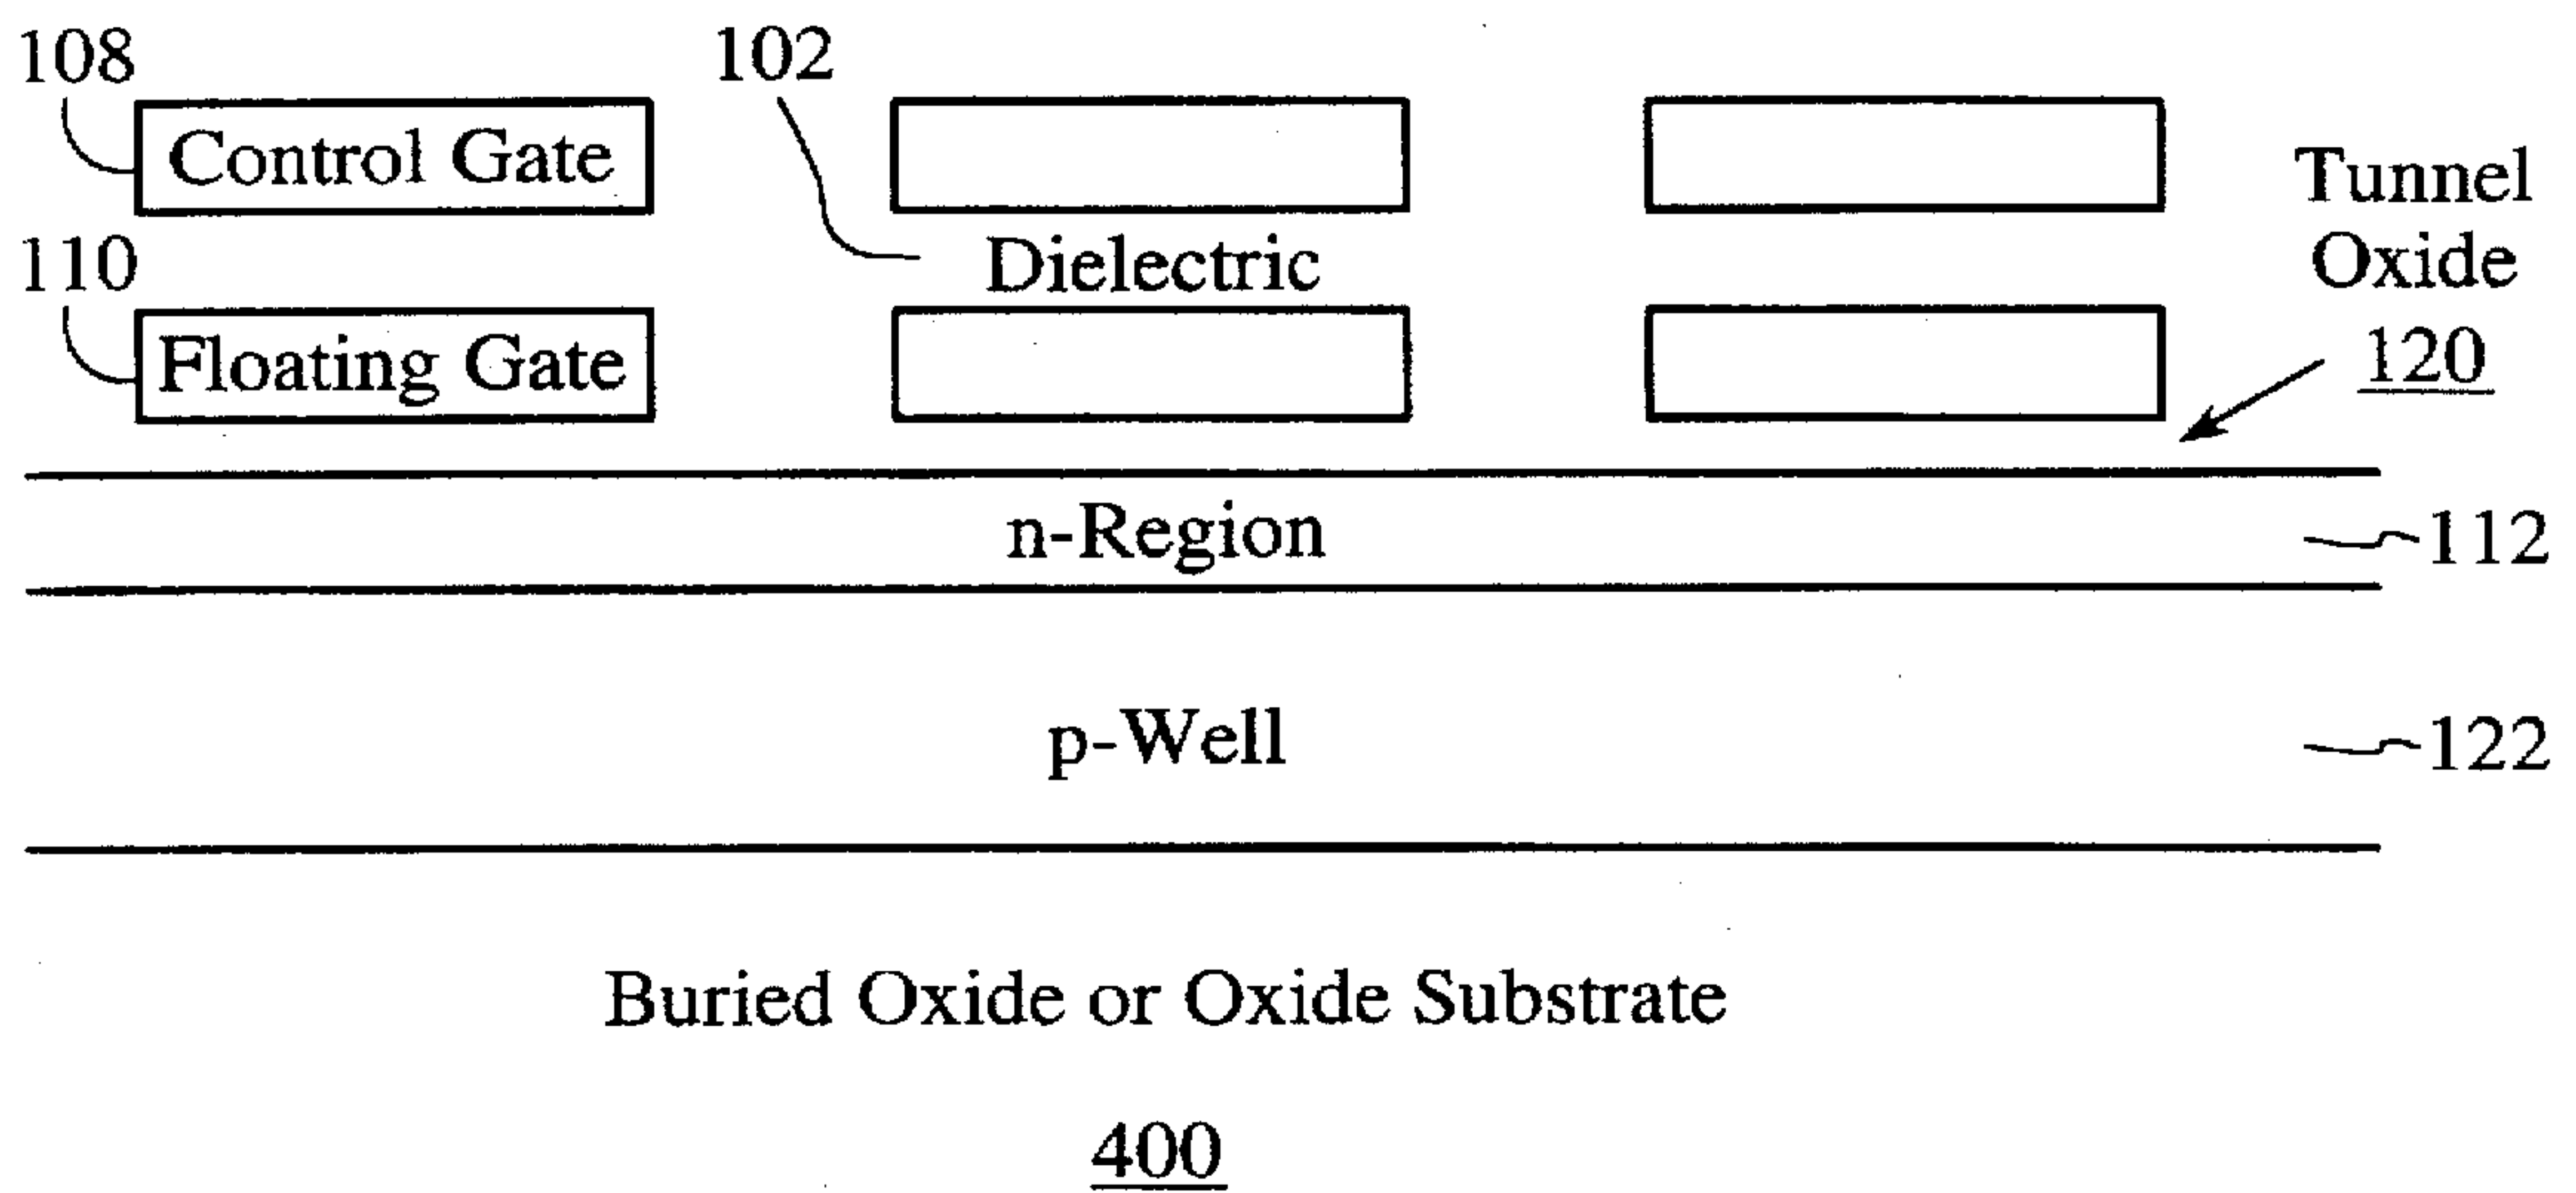 108
102
Control Gate
Tunnel
Oxide
110
Dielectric
Floating Gate
120
n-Region
112
p-Well
122
Buried Oxide or Oxide Substrate
400